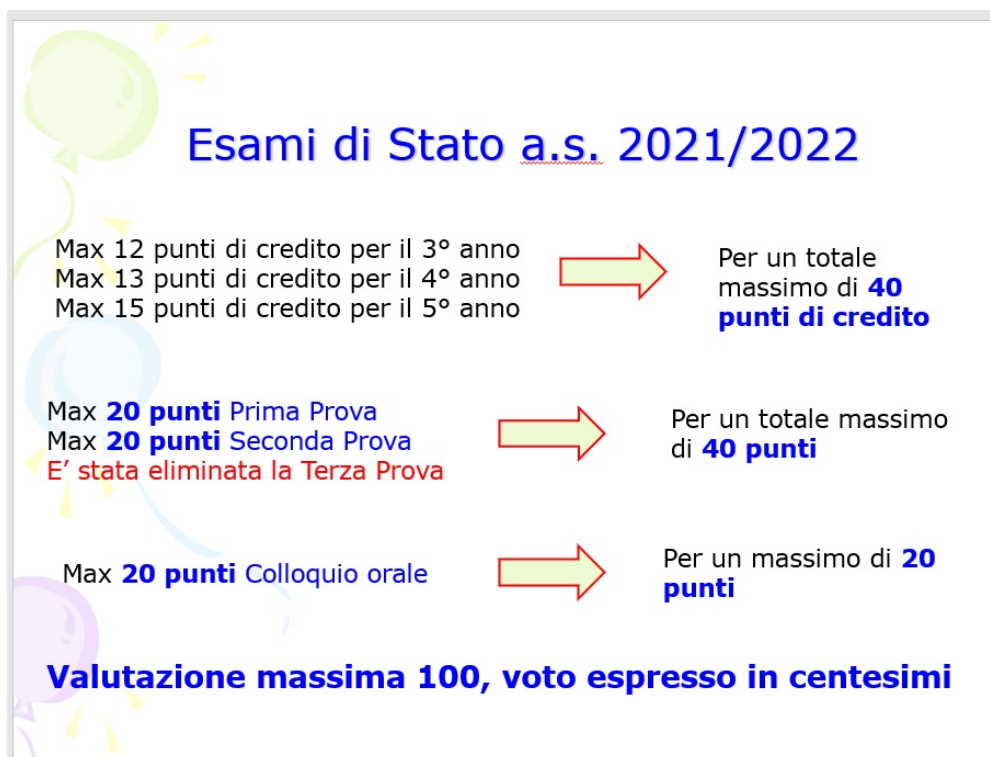 Esami di Stato a.s. 2021/2022
Max 12 punti di credito per il 3° anno
Max 13 punti di credito per il 4° anno
Max 15 punti di credito per il 5° anno
Per un totale
massimo di 40
punti di credito
Max 20 punti Prima Prova
Max 20 punti Seconda Prova
E' stata eliminata la Terza Prova
Per un totale massimo
di 40 punti
Max 20 punti Colloquio orale
Per un massimo di 20
punti
Valutazione massima 100, voto espresso in centesimi